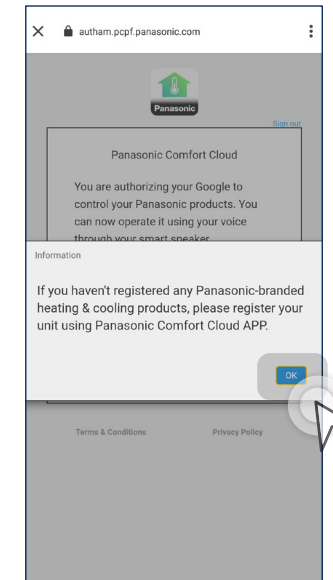 autham.pcpf.panasonic.com
Panasonic
Sign out
Panasonic Comfort Cloud
You are authorizing your Google to
control your Panasonic products. You
can now operate it using your voice
through your smart speaker
Information
If you haven't registered any Panasonic-branded
heating & cooling products, please register your
unit using Panasonic Comfort Cloud APP.
OK
Terms & Conditions
Privacy Policy